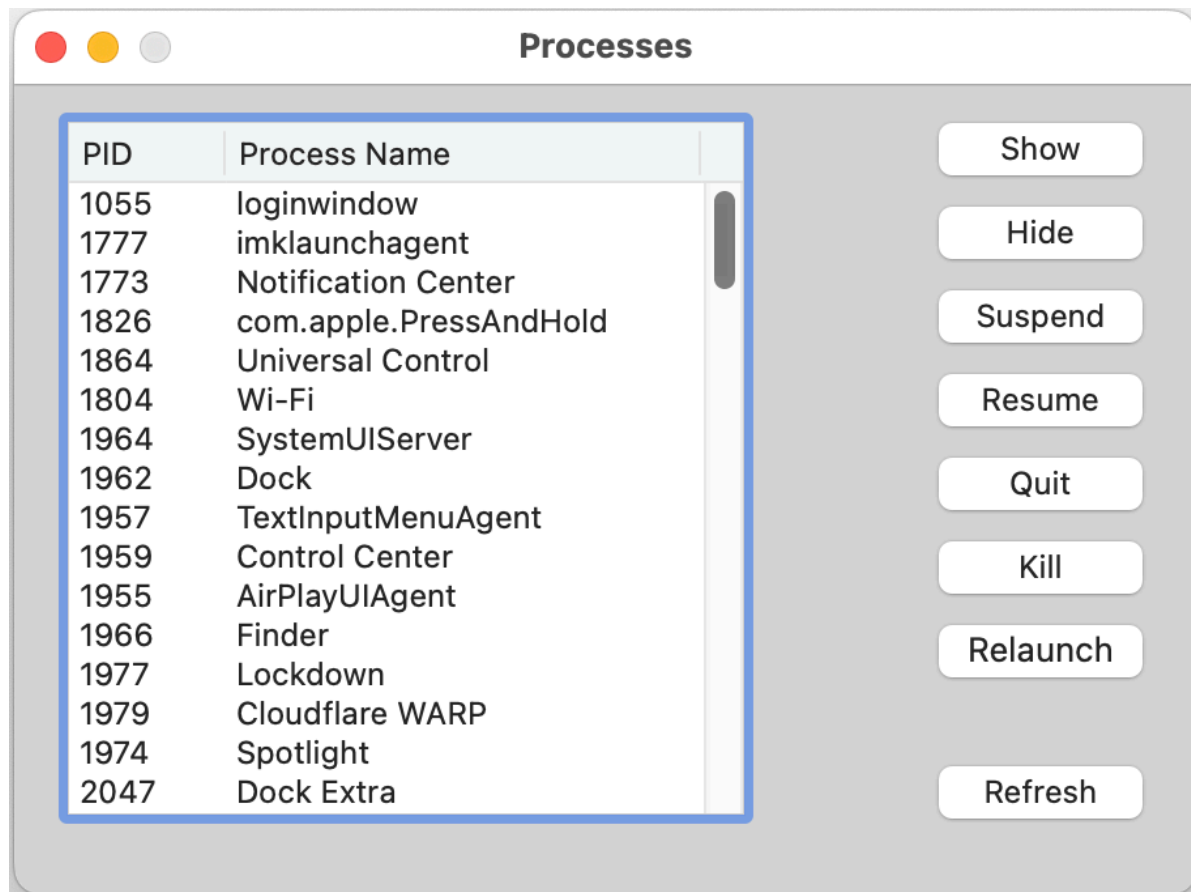 Processes
PID Process Name
1055 loginwindow
1777 imklaunchagent
1773 Notification Center
1826 com.apple.PressAndHold
1864 Universal Control
1804 Wi-Fi
1964 SystemUIServer
1962 Dock
1957 TextInputMenuAgent
1959 Control Center
1955 AirPlayUIAgent
1966 Finder
1977 Lockdown
1979 Cloudflare WARP
1974 Spotlight
2047 Dock Extra
Show
Hide
Suspend
Resume
Quit
Kill
Relaunch
Refresh